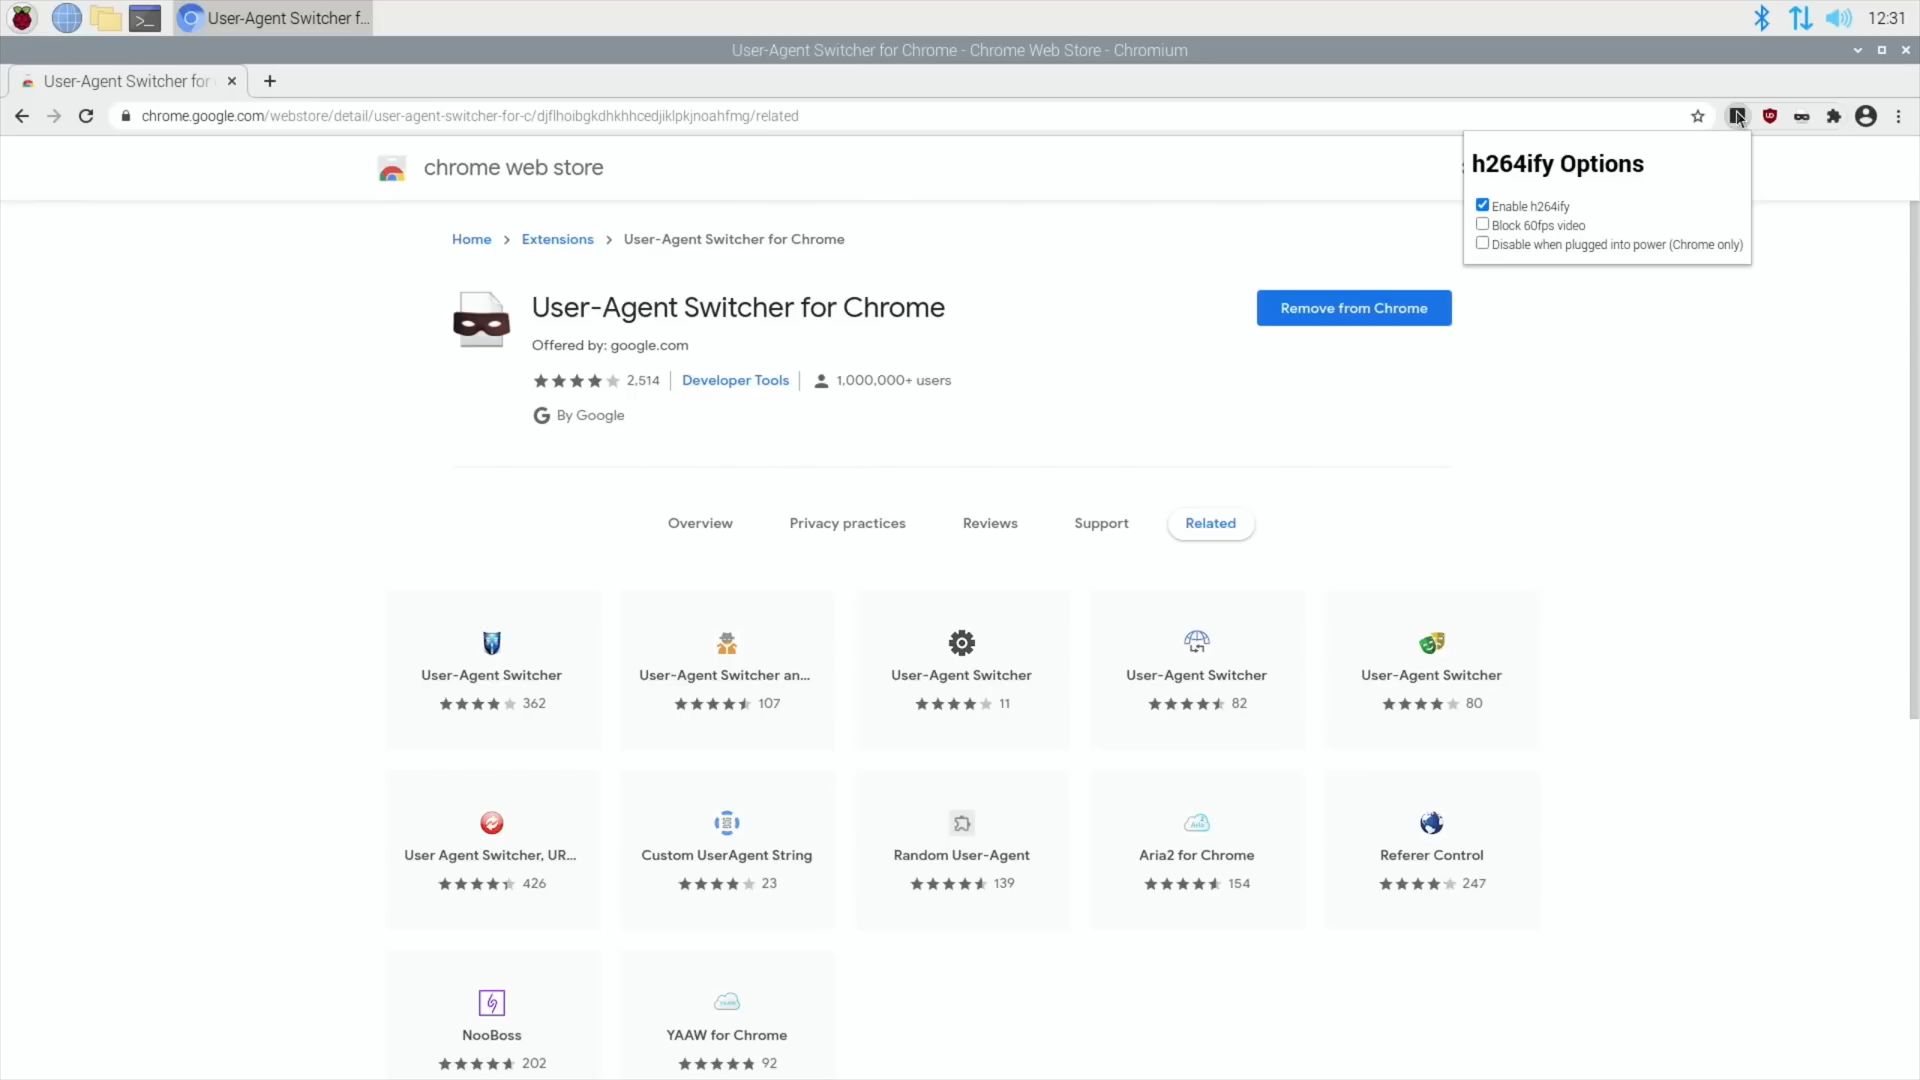 User-Agent Switcher f...
12:31
User-Agent Switcher for Chrome - Chrome Web Store - Chromium
User-Agent Switcher for
chrome.google.com/webstore/detail/user-agent-switcher-for-c/djflhoibgkdhkhhcedjiklpkjnoahfmg/related
chrome web store
h264ify Options
Enable h264ify
Block 60fps video
Disable when plugged into power (Chrome only)
Home > Extensions > User-Agent Switcher for Chrome
User-Agent Switcher for Chrome
Remove from Chrome
Offered by: google.com
2,514 Developer Tools 1,000,000+ users
G By Google
Overview Privacy practices Reviews Support Related
User-Agent Switcher User-Agent Switcher an... User-Agent Switcher User-Agent Switcher User-Agent Switcher
362 107 11 82 80
User Agent Switcher, UR... Custom UserAgent String Random User-Agent Aria2 for Chrome Referer Control
426 23 139 154 247
NooBoss YAAW for Chrome
202 92